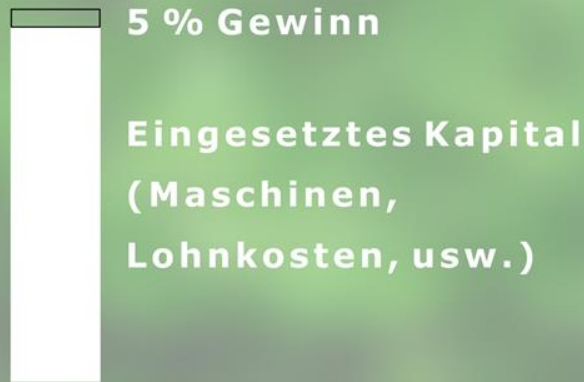 5 % Gewinn
Eingesetztes Kapital
(Maschinen,
Lohnkosten, usw.)